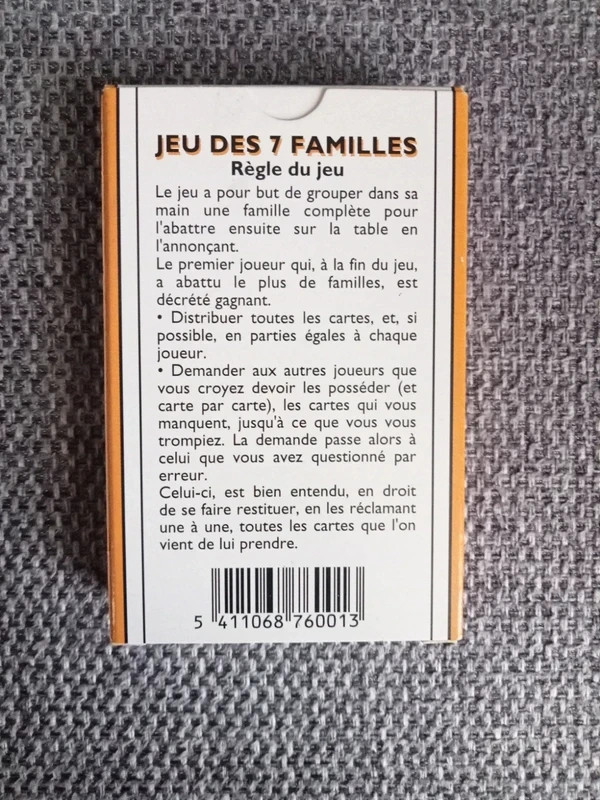 JEU DES 7 FAMILLES
Règle du jeu
Le jeu a pour but de grouper dans sa
main une famille complète pour
l'abattre ensuite sur la table en
l'annonçant.
Le premier joueur qui, à la fin du jeu,
a abattu le plus de familles, est
décrété gagnant.
• Distribuer toutes les cartes, et, si
possible, en parties égales à chaque
joueur.
• Demander aux autres joueurs que
vous croyez devoir les posséder (et
carte par carte), les cartes qui vous
manquent, jusqu'à ce que vous vous
trompiez. La demande passe alors à
celui que vous avez questionné par
erreur.
Celui-ci, est bien entendu, en droit
de se faire restituer, en les réclamant
une à une, toutes les cartes que l'on
vient de lui prendre.
5 411068 760013